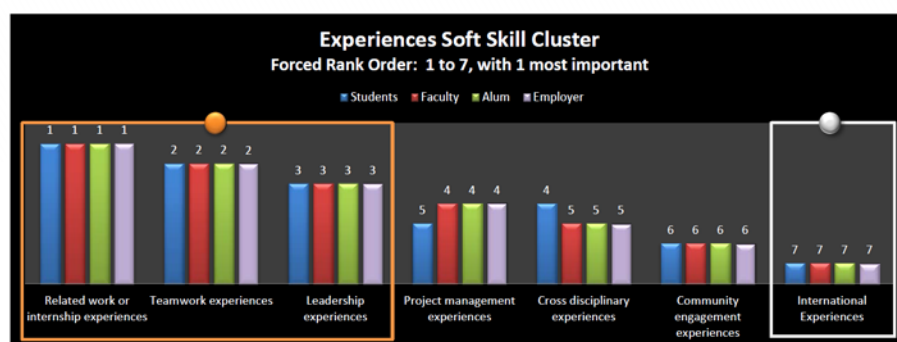 Experiences Soft Skill Cluster
Forced Rank Order:  1 to 7, with 1 most important
Students Faculty Alum Employer
1 1 1 1
2 2 2 2
3 3 3 3
5 4 4 4
4 5 5 5
6 6 6 6
7 7 7 7
Related work or
internship experiences
Teamwork experiences
Leadership
experiences
Project management
experiences
Cross disciplinary
experiences
Community
engagement
experiences
International
Experiences